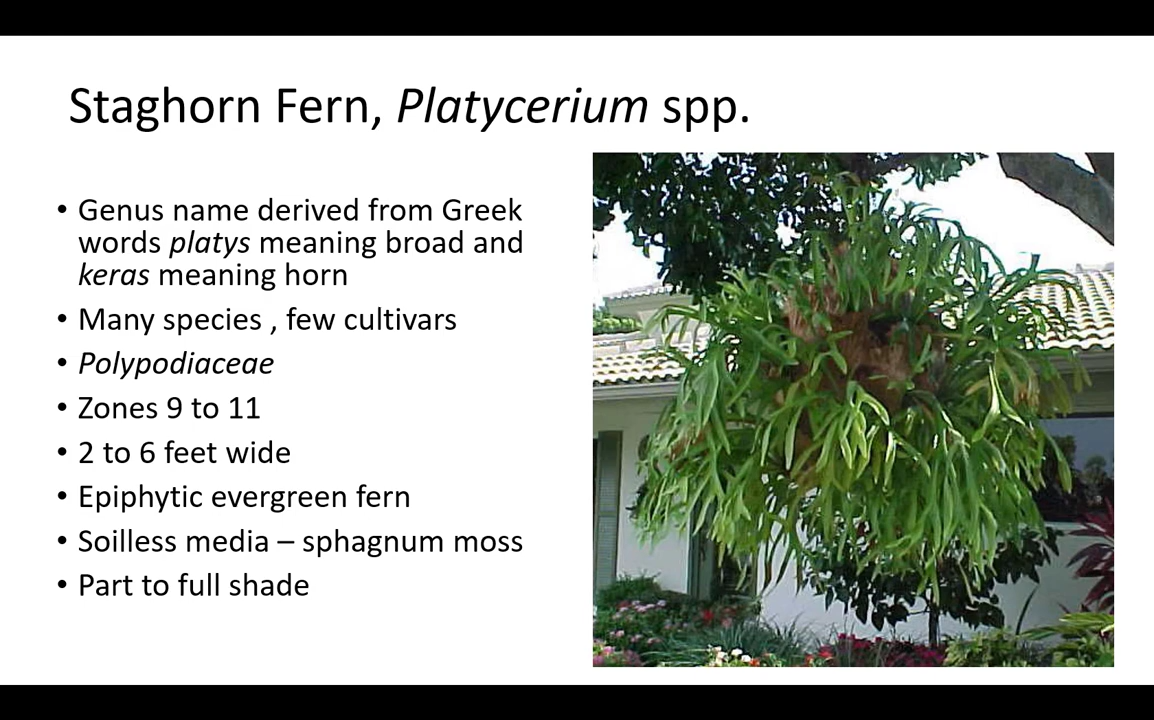 Staghorn Fern, Platycerium spp.
• Genus name derived from Greek
words platys meaning broad and
keras meaning horn
• Many species , few cultivars
• Polypodiaceae
• Zones 9 to 11
• 2 to 6 feet wide
• Epiphytic evergreen fern
• Soilless media – sphagnum moss
• Part to full shade